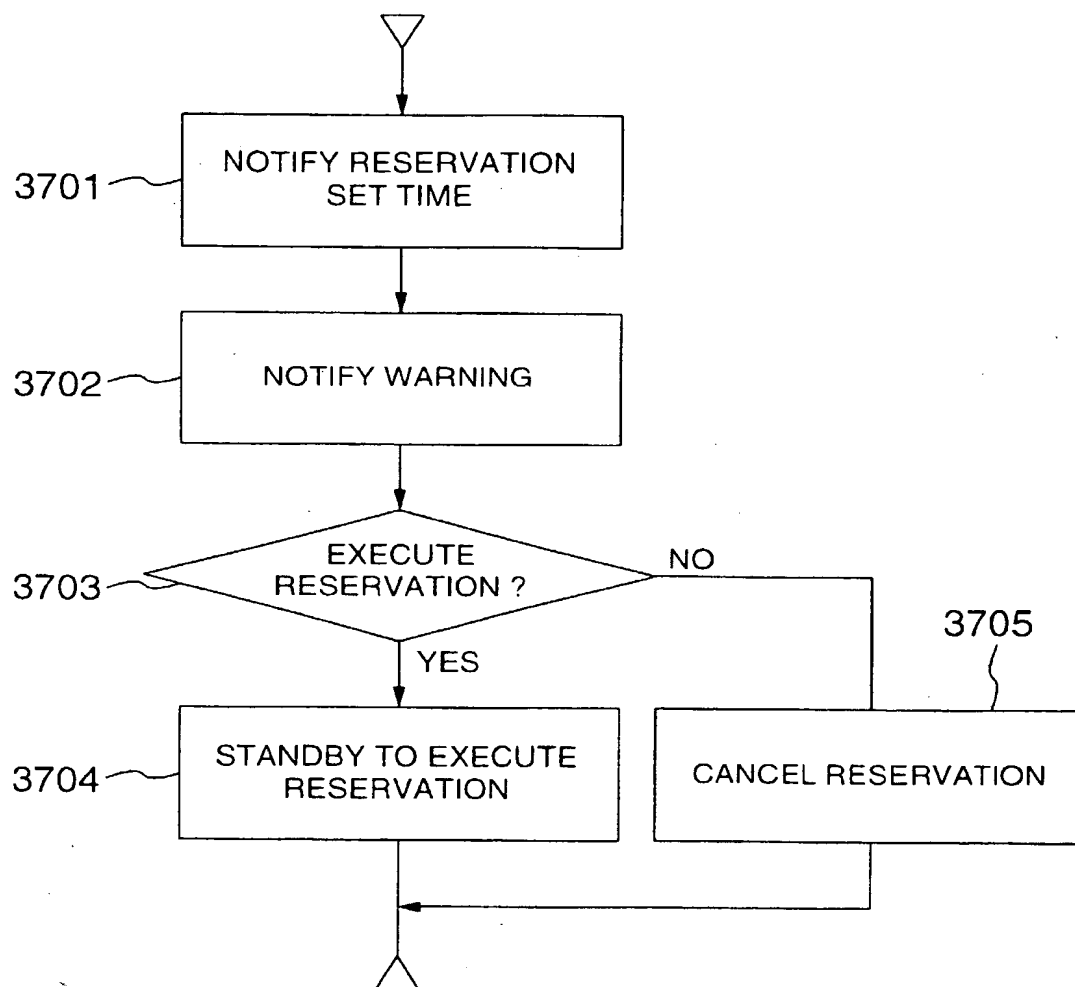 3701
NOTIFY RESERVATION
SET TIME
3702
NOTIFY WARNING
3703
EXECUTE
RESERVATION ?
NO
YES
3705
3704
STANDBY TO EXECUTE
RESERVATION
CANCEL RESERVATION